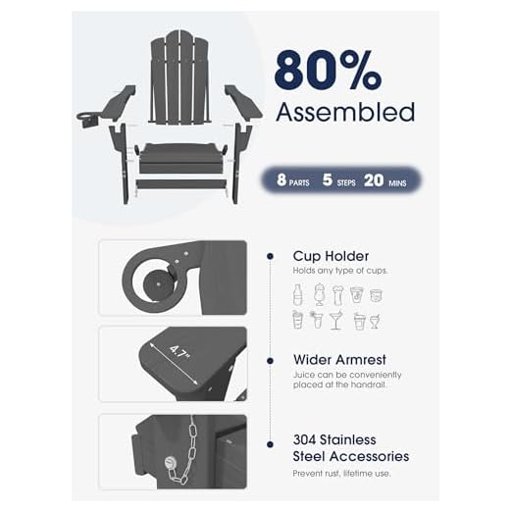 80%
Assembled
8 PARTS 5 STEPS 20 MINS
Cup Holder
Holds any type of cups.
4.7"
Wider Armrest
Juice can be conveniently
placed at the handrail.
304 Stainless
Steel Accessories
Prevent rust, lifetime use.